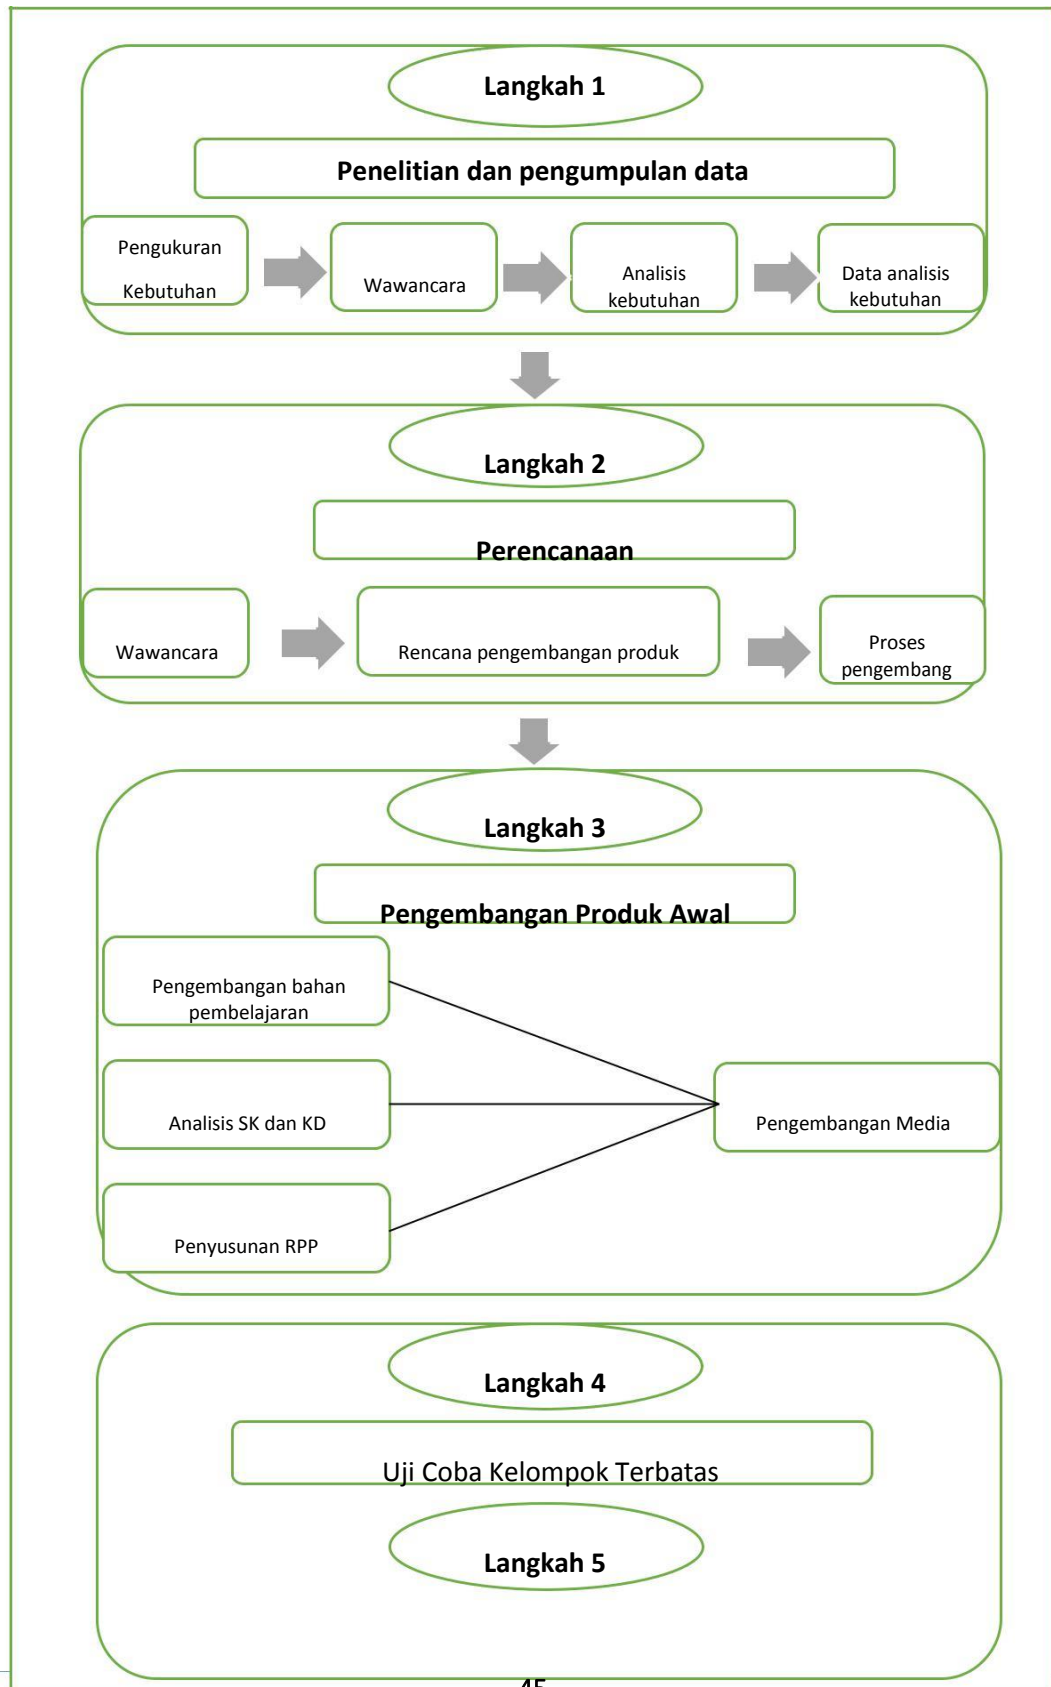 Langkah 1
Penelitian dan pengumpulan data
Pengukuran
Kebutuhan
Wawancara
Analisis
kebutuhan
Data analisis
kebutuhan
Langkah 2
Perencanaan
Wawancara
Rencana pengembangan produk
Proses
pengembang
Langkah 3
Pengembangan Produk Awal
Pengembangan bahan
pembelajaran
Analisis SK dan KD
Pengembangan Media
Penyusunan RPP
Langkah 4
Uji Coba Kelompok Terbatas
Langkah 5